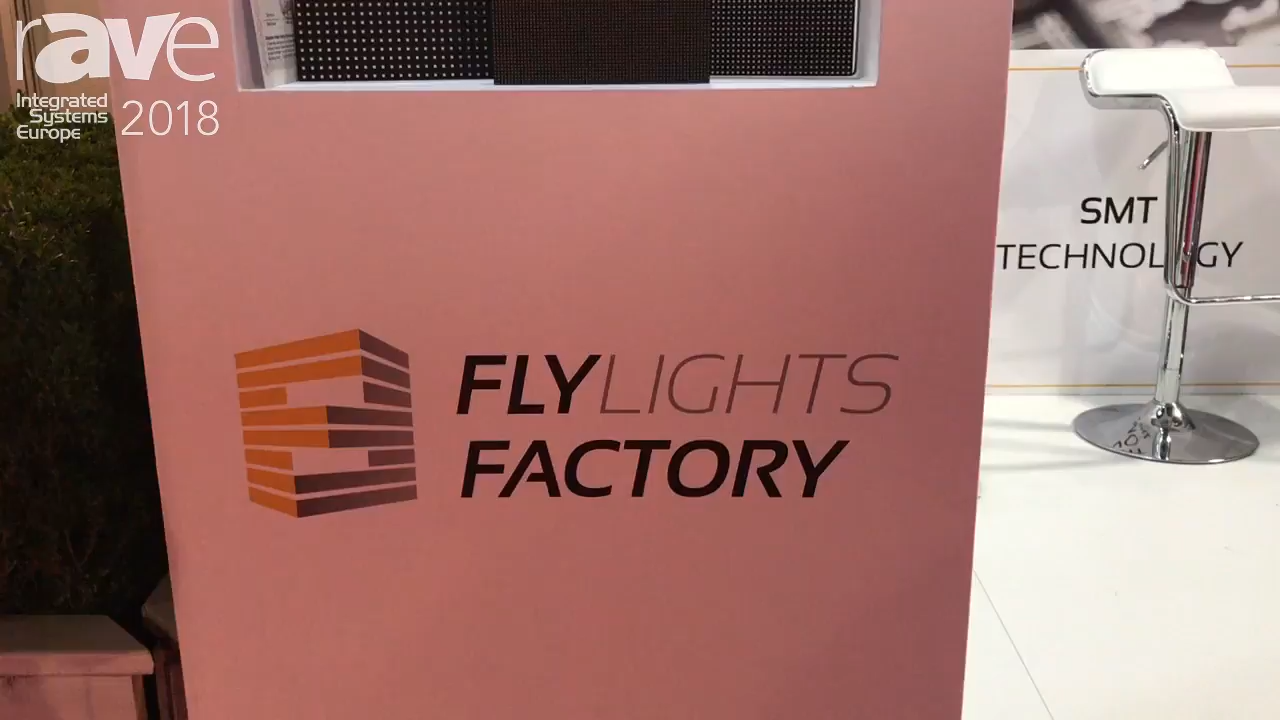 rAVe
Integrated
Systems
Europe 2018
SMT
TECHNOLOGY
FLYLIGHTS
FACTORY